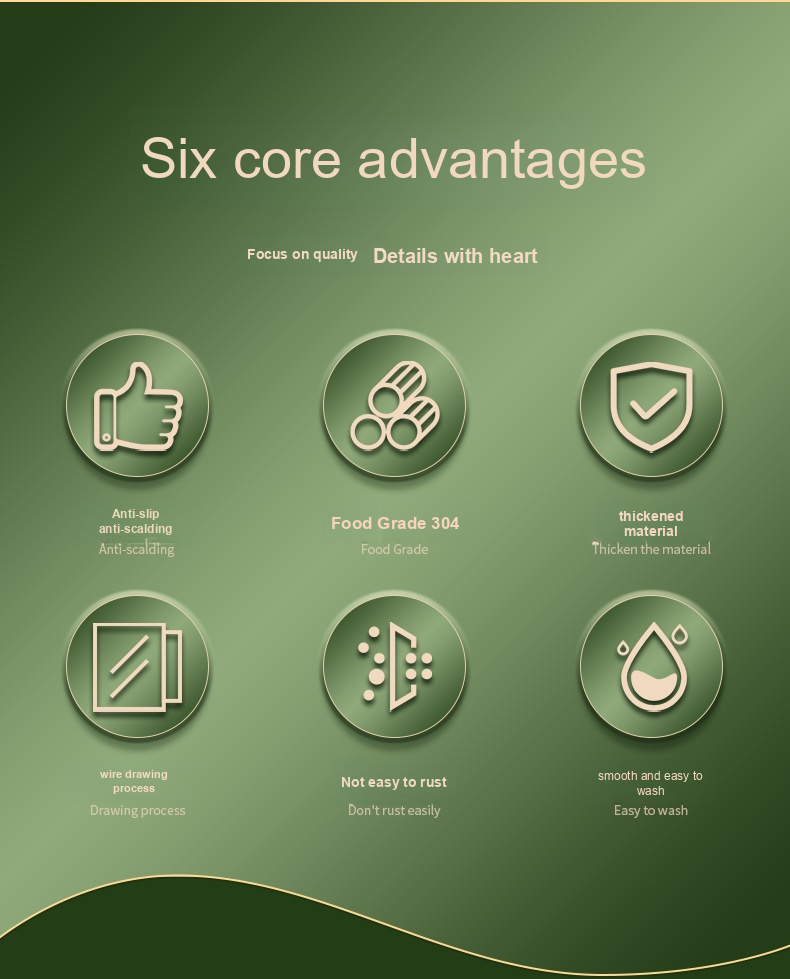 Six core advantages
Focus on quality Details with heart
Anti-slip
anti-scalding
Anti-scalding
Food Grade 304
Food Grade
thickened
material
Thicken the material
wire drawing
process
Drawing process
Not easy to rust
Don't rust easily
smooth and easy to
wash
Easy to wash